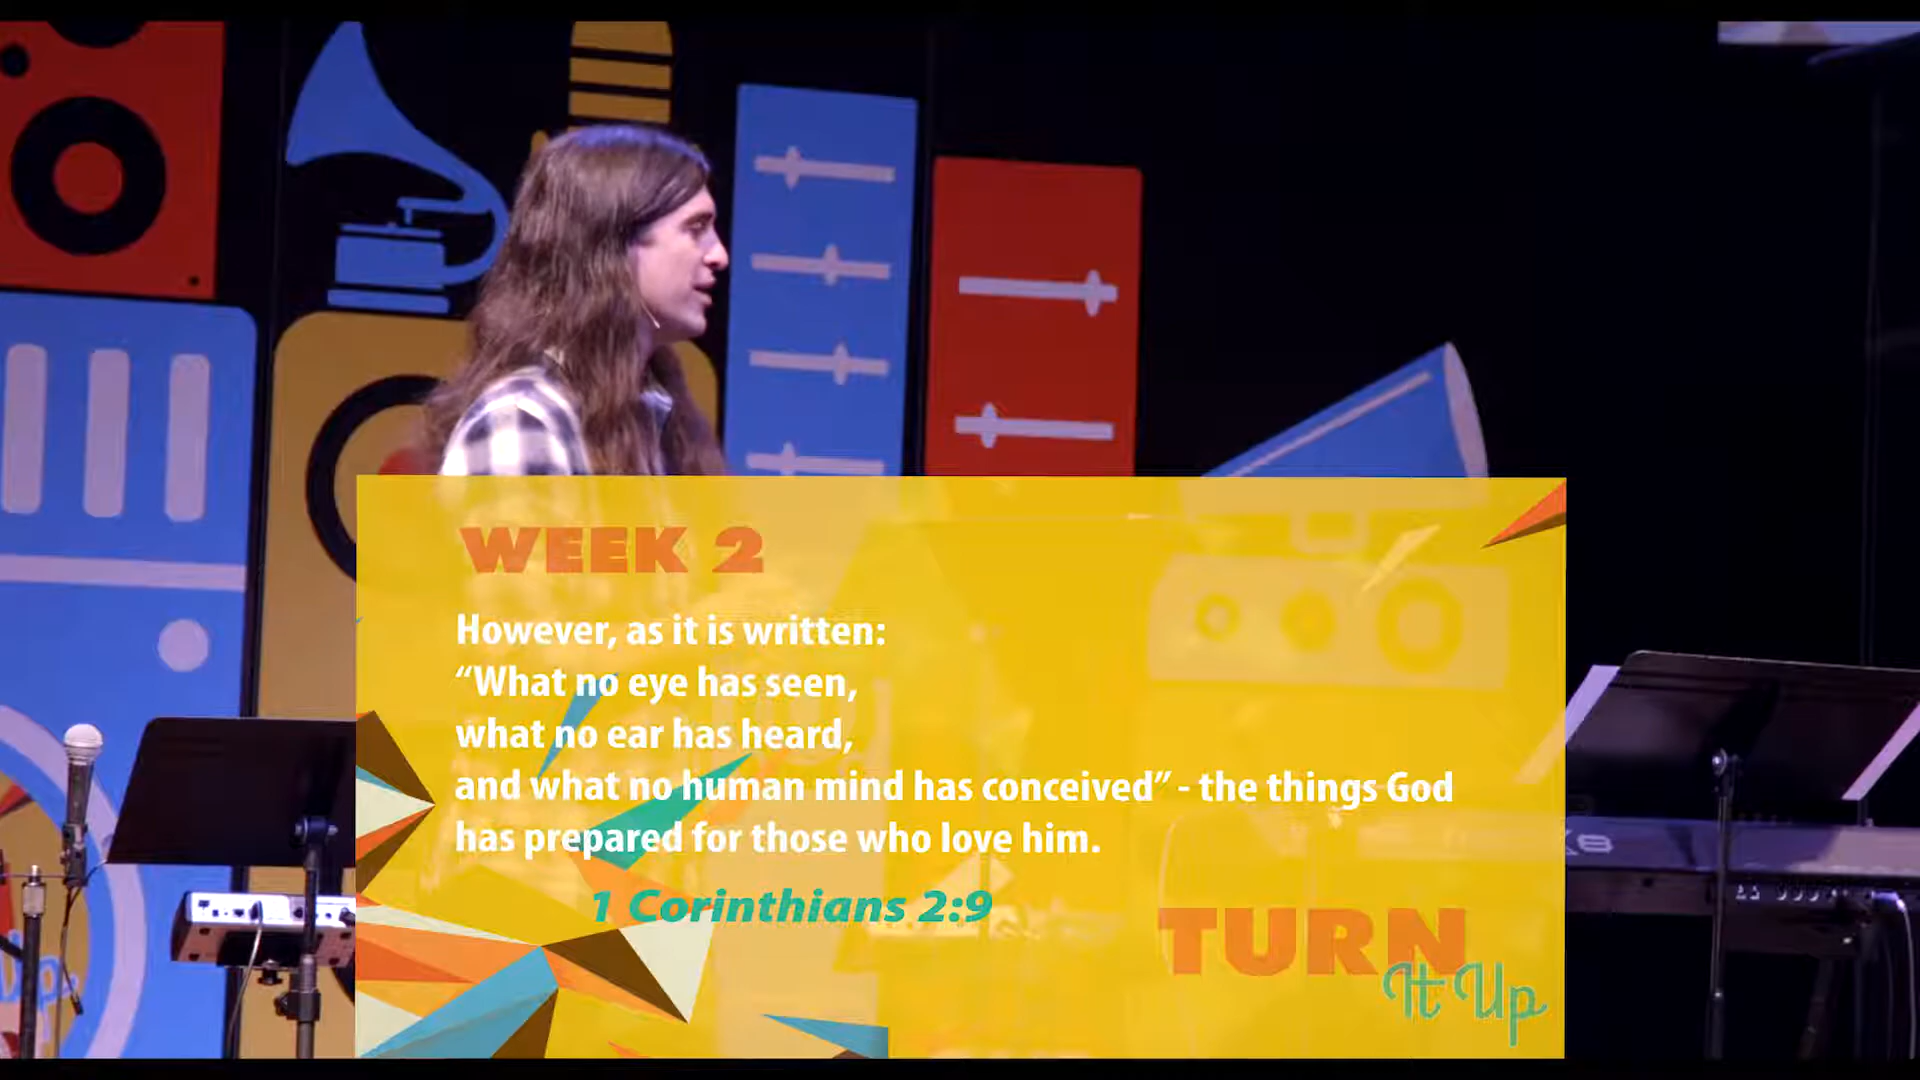 WEEK 2
However, as it is written:
“What no eye has seen,
what no ear has heard,
and what no human mind has conceived” - the things God
has prepared for those who love him.
1 Corinthians 2:9
TURN
It Up